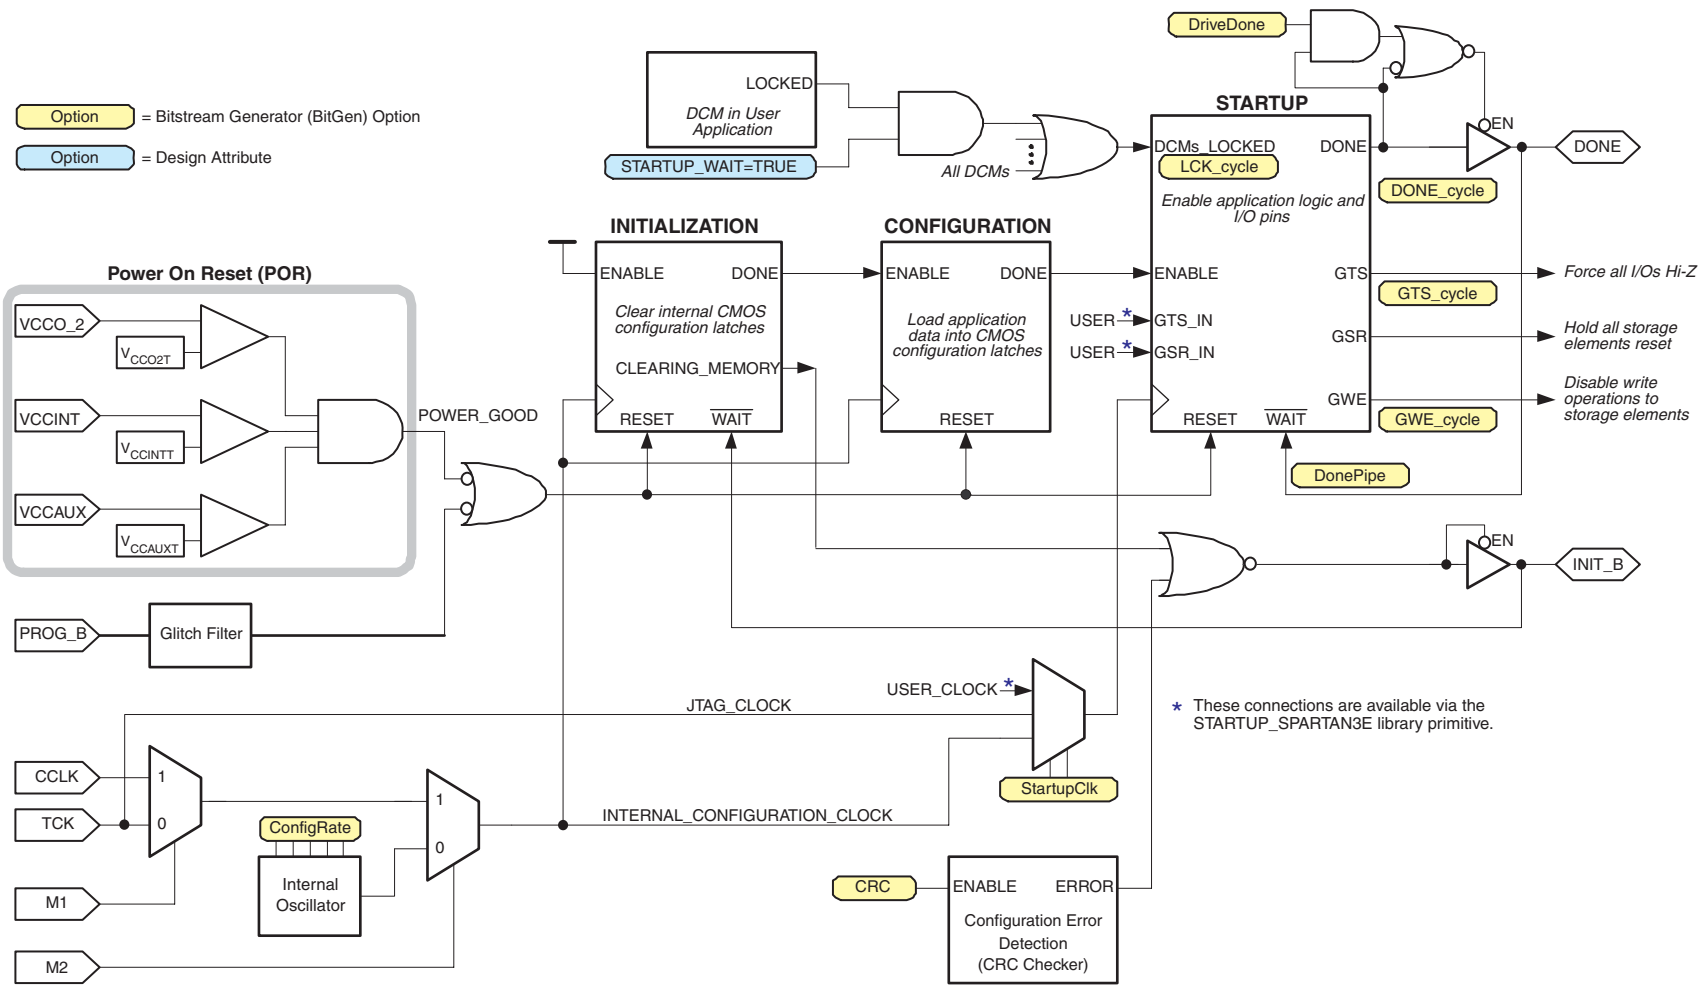 DriveDone
Option = Bitstream Generator (BitGen) Option
Option = Design Attribute
LOCKED
DCM in User
Application
STARTUP_WAIT=TRUE
All DCMs
STARTUP
DCMs_LOCKED
LCK_cycle
DONE
EN
DONE
DONE_cycle
Enable application logic and
I/O pins
ENABLE
GTS
Force all I/Os Hi-Z
GTS_cycle
USER * GTS_IN
USER * GSR_IN
GSR
Hold all storage
elements reset
GWE
Disable write
operations to
storage elements
GWE_cycle
RESET
WAIT
DonePipe
INITIALIZATION
ENABLE
DONE
Clear internal CMOS
configuration latches
CLEARING_MEMORY
RESET
WAIT
CONFIGURATION
ENABLE
DONE
Load application
data into CMOS
configuration latches
RESET
Power On Reset (POR)
VCCO_2
VCCO2T
VCCINT
VCCINTT
VCCAUX
VCCAUXT
POWER_GOOD
PROG_B
Glitch Filter
EN
INIT_B
USER_CLOCK *
JTAG_CLOCK
* These connections are available via the
STARTUP_SPARTAN3E library primitive.
StartupClk
CCLK
1
TCK
0
1
0
ConfigRate
Internal
Oscillator
INTERNAL_CONFIGURATION_CLOCK
M1
M2
CRC
ENABLE
ERROR
Configuration Error
Detection
(CRC Checker)